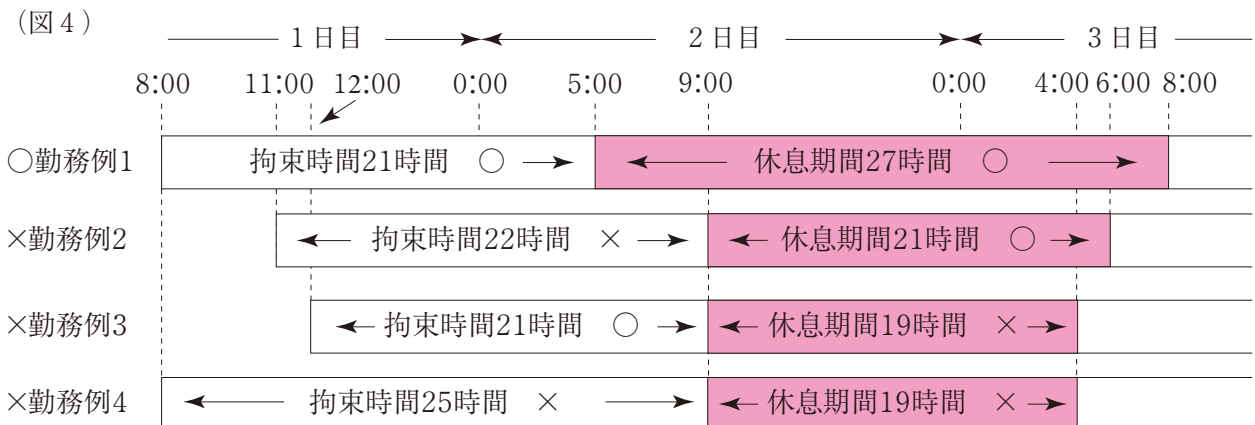 (図4)
1日目 2日目 3日目
8:00 11:00 12:00 0:00 5:00 9:00 0:00 4:00 6:00 8:00
○勤務例1 拘束時間21時間 ○ 休息期間27時間 ○
×勤務例2 拘束時間22時間 × 休息期間21時間 ○
×勤務例3 拘束時間21時間 ○ 休息期間19時間 ×
×勤務例4 拘束時間25時間 × 休息期間19時間 ×